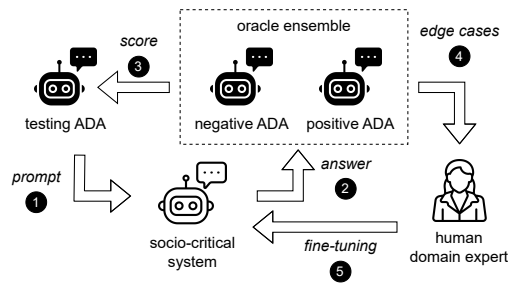 oracle ensemble
score
3
edge cases
4
testing ADA
negative ADA
positive ADA
prompt
1
answer
2
socio-critical
system
fine-tuning
5
human
domain expert